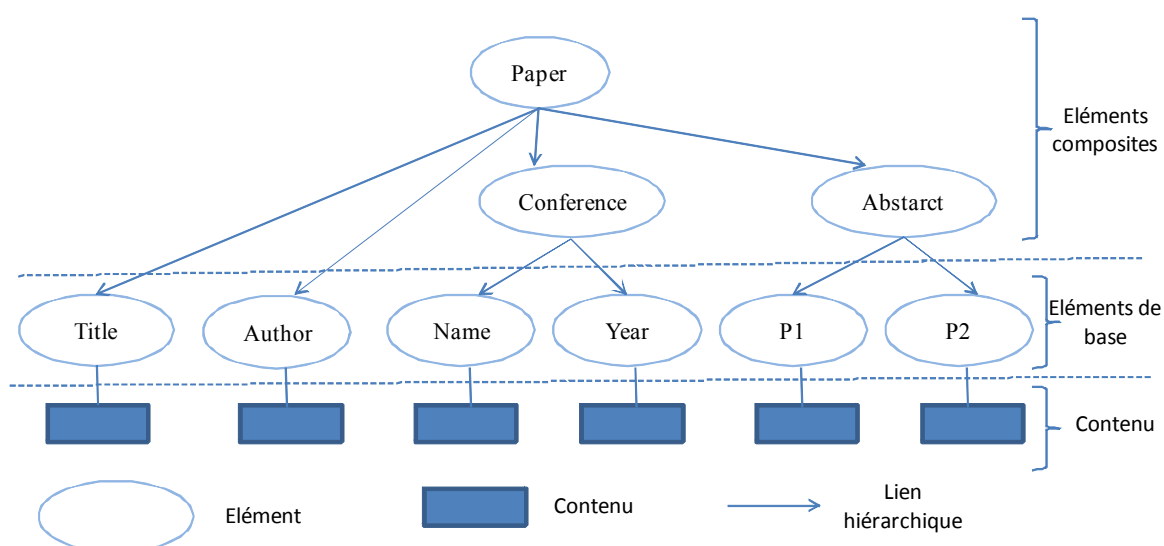 Paper
Eléments
composites
Conference
Abstarct
Title
Author
Name
Year
P1
P2
Eléments de
base
Contenu
Elément
Contenu
Lien
hiérarchique